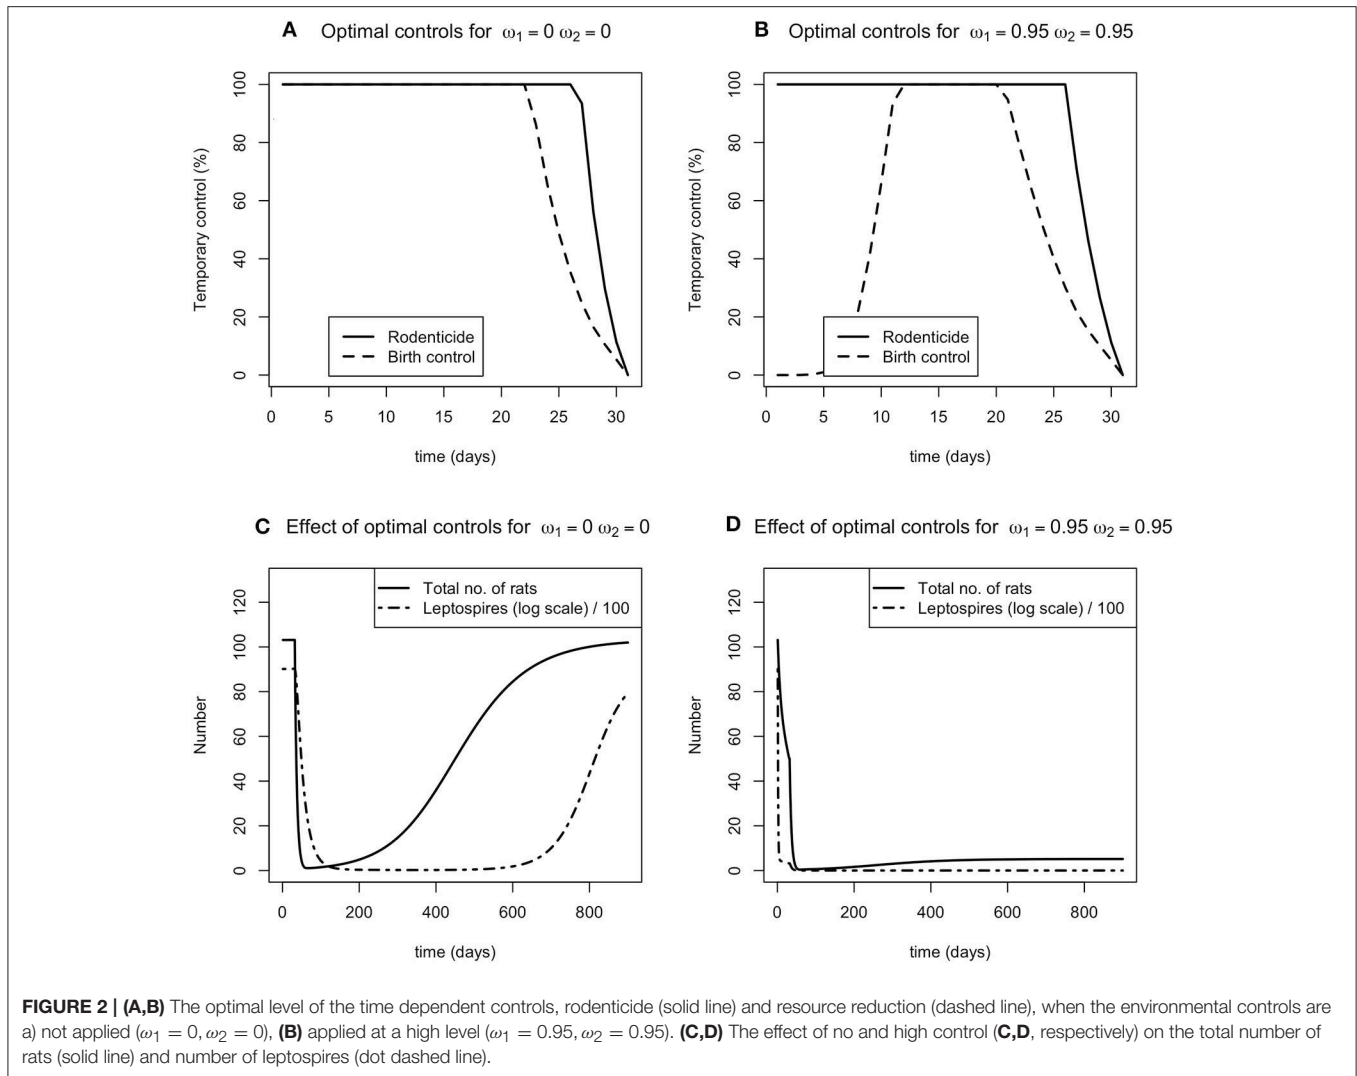 A Optimal controls for ω1 = 0 ω2 = 0
Temporary control (%)
100
80
60
40
20
0
Rodenticide
Birth control
0 5 10 15 20 25 30
time (days)
B Optimal controls for ω1 = 0.95 ω2 = 0.95
Temporary control (%)
100
80
60
40
20
0
Rodenticide
Birth control
0 5 10 15 20 25 30
time (days)
C Effect of optimal controls for ω1 = 0 ω2 = 0
Number
120
100
80
60
40
20
0
Total no. of rats
Leptospires (log scale) / 100
0 200 400 600 800
time (days)
D Effect of optimal controls for ω1 = 0.95 ω2 = 0.95
Number
120
100
80
60
40
20
0
Total no. of rats
Leptospires (log scale) / 100
0 200 400 600 800
time (days)
FIGURE 2 | (A,B) The optimal level of the time dependent controls, rodenticide (solid line) and resource reduction (dashed line), when the environmental controls are
a) not applied (ω1 = 0, ω2 = 0), (B) applied at a high level (ω1 = 0.95, ω2 = 0.95). (C,D) The effect of no and high control (C,D, respectively) on the total number of
rats (solid line) and number of leptospires (dot dashed line).